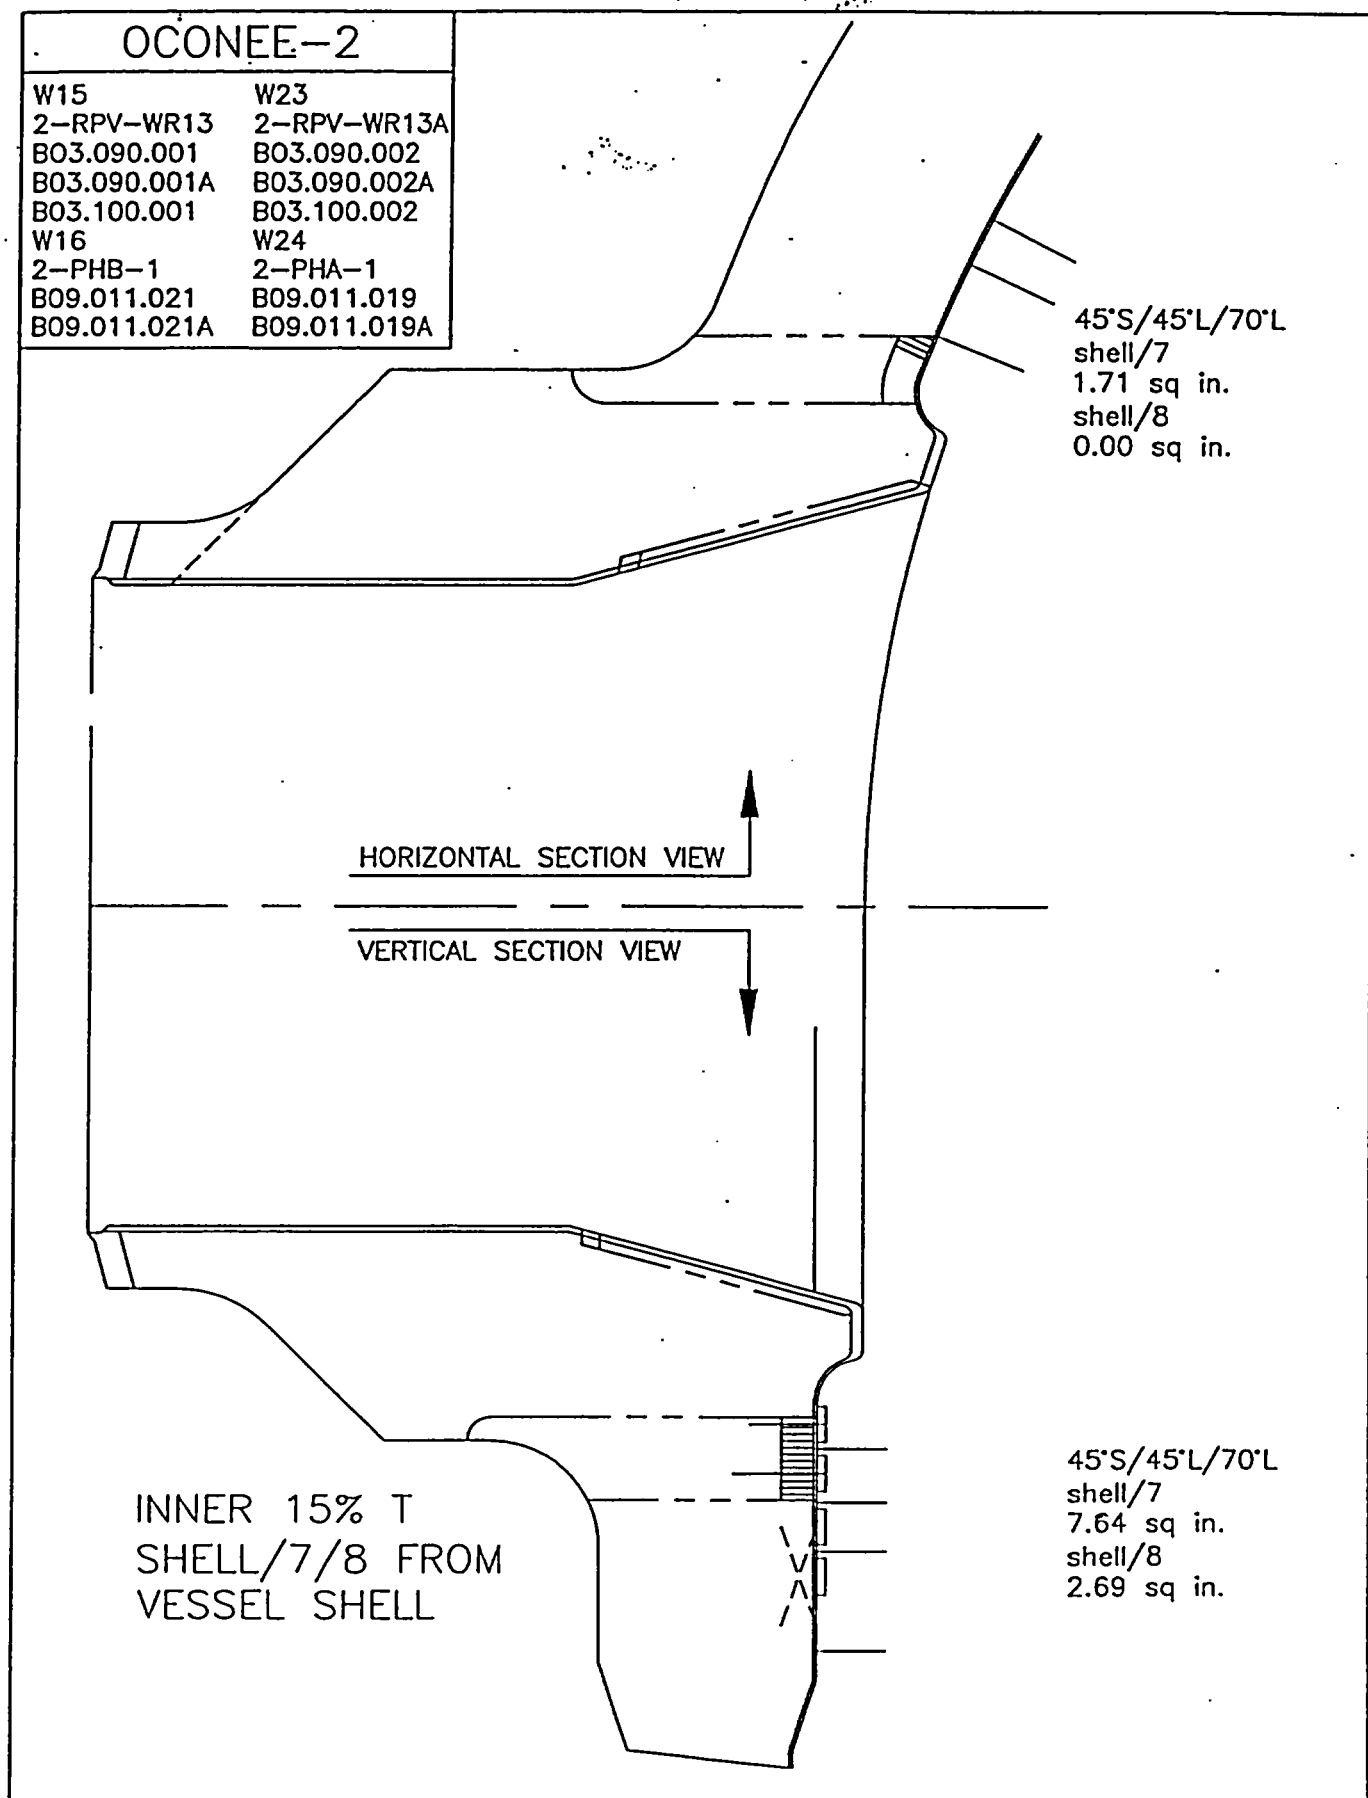 OCONEE-2
W15 W23
2-RPV-WR13 2-RPV-WR13A
B03.090.001 B03.090.002
B03.090.001A B03.090.002A
B03.100.001 B03.100.002
W16 W24
2-PHB-1 2-PHA-1
B09.011.021 B09.011.019
B09.011.021A B09.011.019A
45°S/45°L/70°L
shell/7
1.71 sq in.
shell/8
0.00 sq in.
HORIZONTAL SECTION VIEW
VERTICAL SECTION VIEW
45°S/45°L/70°L
shell/7
7.64 sq in.
shell/8
2.69 sq in.
INNER 15% T
SHELL/7/8 FROM
VESSEL SHELL